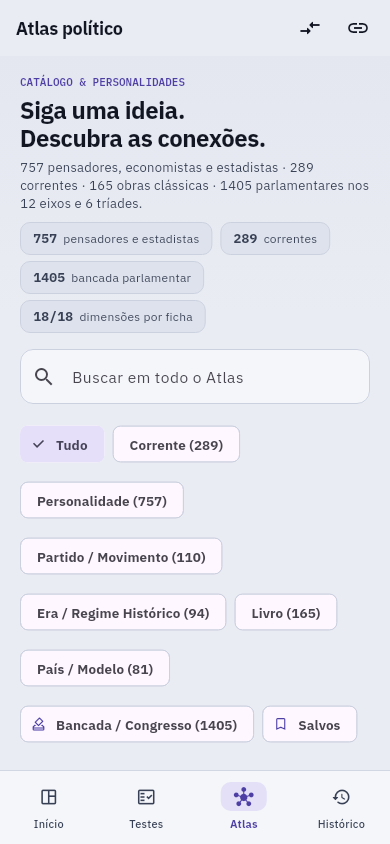 Atlas político
CATÁLOGO & PERSONALIDADES
Siga uma ideia.
Descubra as conexões.
757 pensadores, economistas e estadistas · 289
correntes · 165 obras clássicas · 1405 parlamentares nos
12 eixos e 6 tríades.
757 pensadores e estadistas
289 correntes
1405 bancada parlamentar
18/18 dimensões por ficha
Buscar em todo o Atlas
Tudo
Corrente (289)
Personalidade (757)
Partido / Movimento (110)
Era / Regime Histórico (94)
Livro (165)
País / Modelo (81)
Bancada / Congresso (1405)
Salvos
Início
Testes
Atlas
Histórico